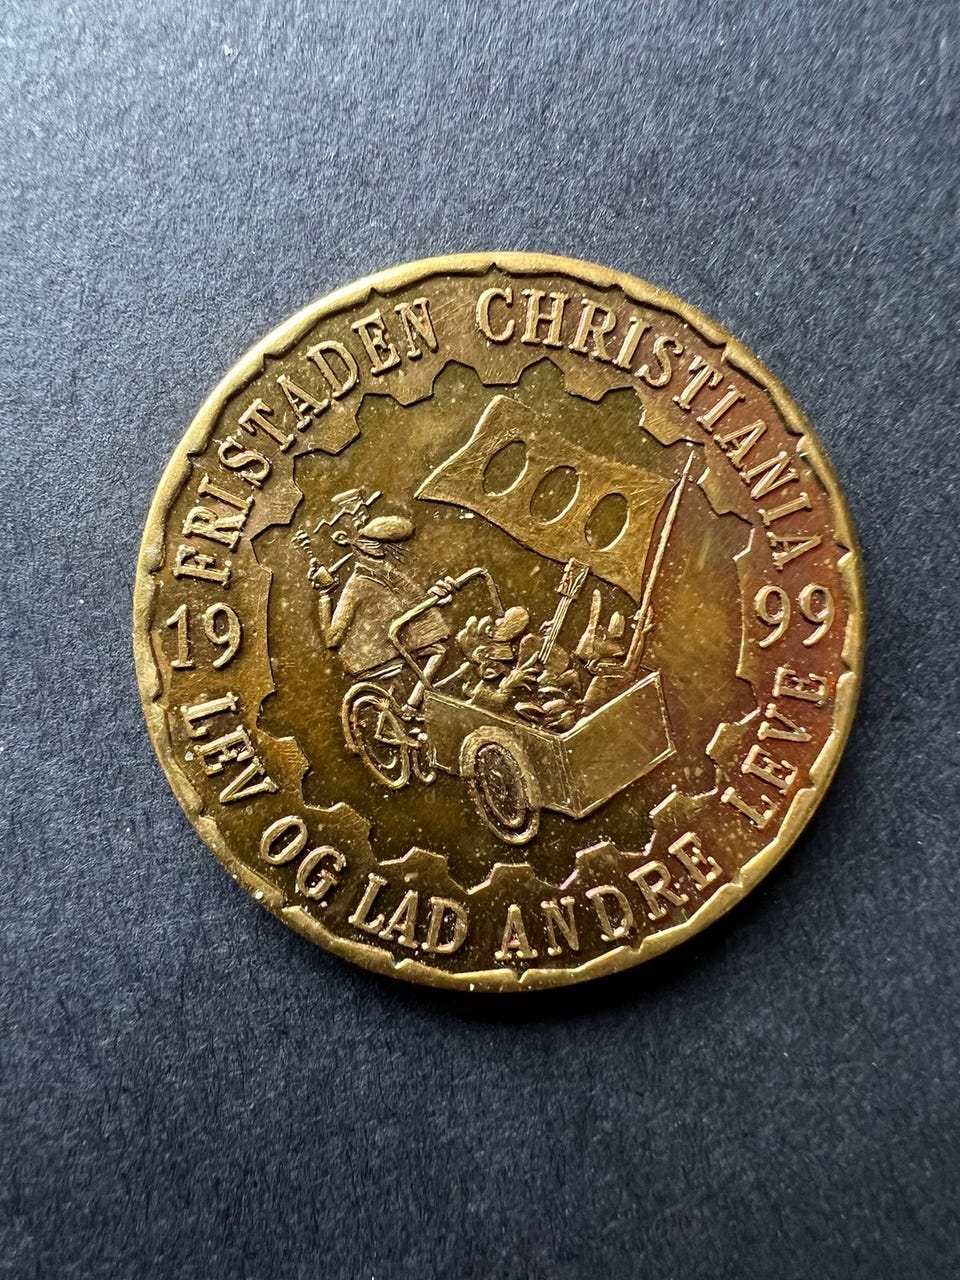 FRISTADEN CHRISTIANIA
19 99
LEV OG LAD ANDRE LEVE